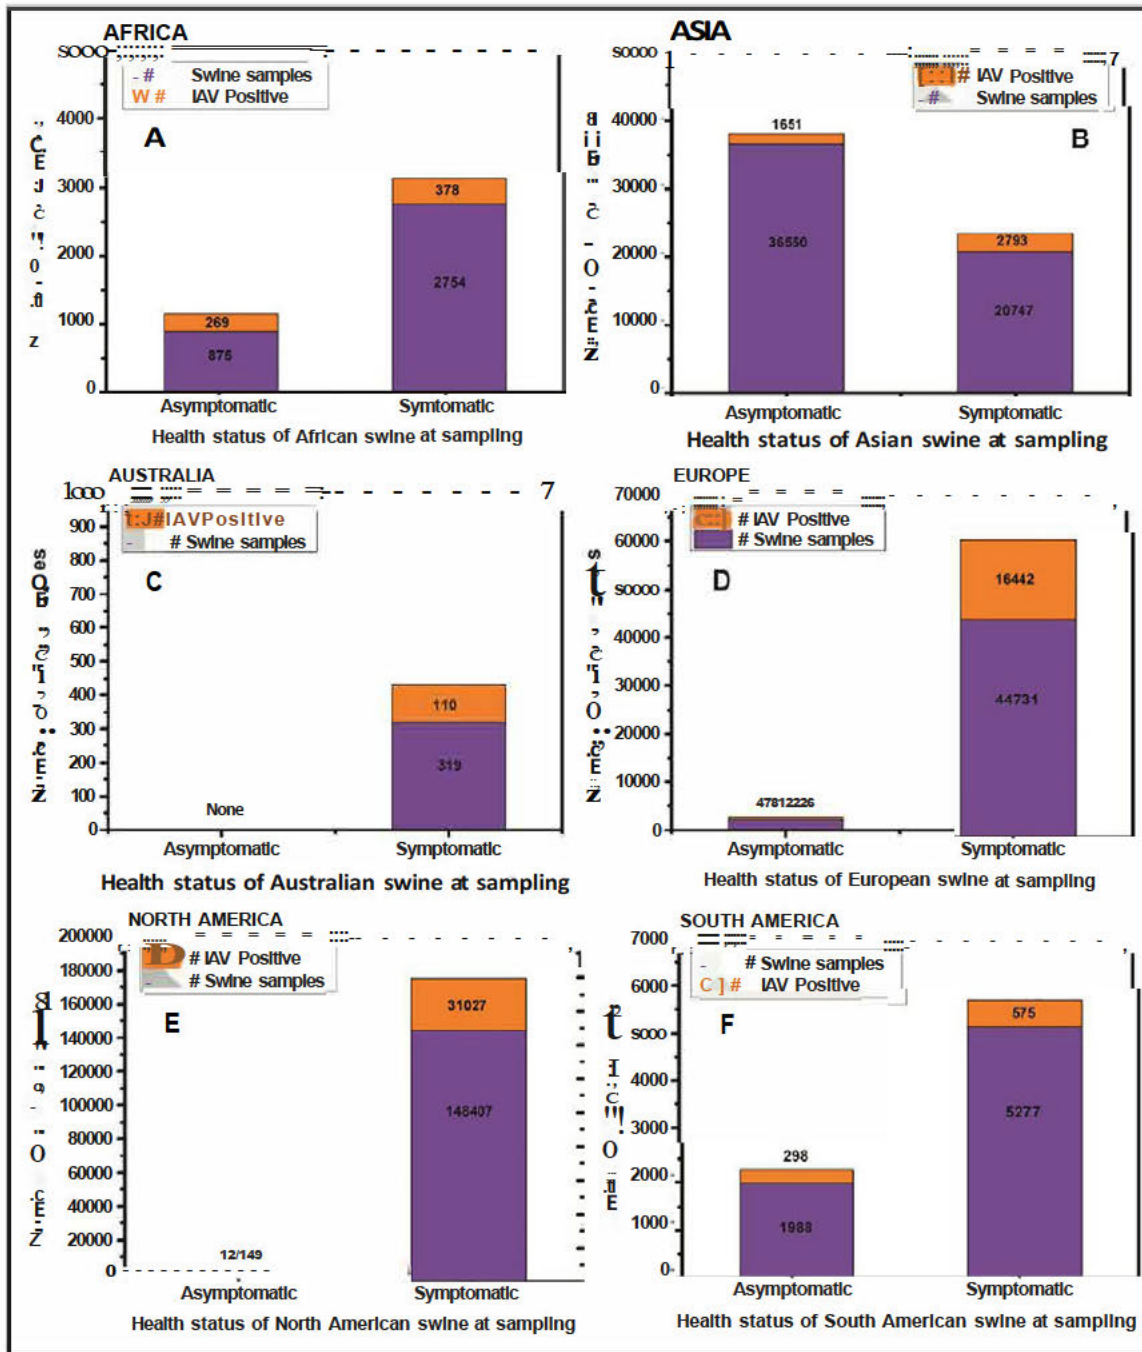 AFRICA
# Swine samples
W # IAV Positive
A
4000
3000
2000
1000
0
378
2754
269
875
Asymptomatic
Symtomatic
Health status of African swine at sampling
ASIA
# IAV Positive
# Swine samples
B
40000
30000
20000
10000
0
1651
36550
2793
20747
Asymptomatic
Symptomatic
Health status of Asian swine at sampling
AUSTRALIA
#IAVPositive
# Swine samples
C
900
800
700
600
500
400
300
200
100
0
110
319
None
Asymptomatic
Symptomatic
Health status of Australian swine at sampling
EUROPE
70000
# IAV Positive
# Swine samples
D
60000
S0000
40000
30000
20000
10000
0
16442
44731
47812226
Asymptomatic
Symptomatic
Health status of European swine at sampling
NORTH AMERICA
200000
# IAV Positive
# Swine samples
E
180000
160000
140000
120000
100000
80000
60000
40000
20000
0
31027
148407
12/149
Asymptomatic
Symptomatic
Health status of North American swine at sampling
SOUTH AMERICA
7000
# Swine samples
C ] # IAV Positive
F
6000
S000
4000
3000
2000
1000
0
575
5277
298
1988
Asymptomatic
Symptomatic
Health status of South American swine at sampling